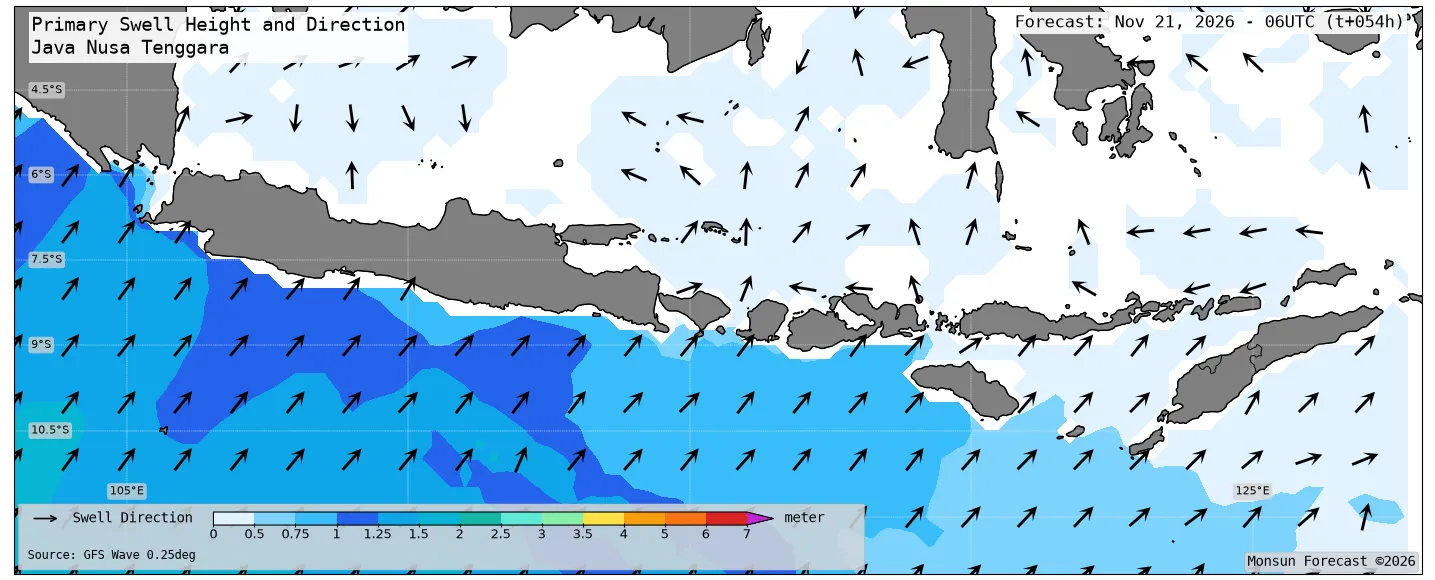 Primary Swell Height and Direction
Java Nusa Tenggara
Forecast: Nov 21, 2026 - 06UTC (t+054h)
4.5°S
6°S
7.5°S
9°S
10.5°S
105°E
125°E
Swell Direction
meter
0 0.5 0.75 1 1.25 1.5 2 2.5 3 3.5 4 5 6 7
Source: GFS Wave 0.25deg
Monsun Forecast ©2026